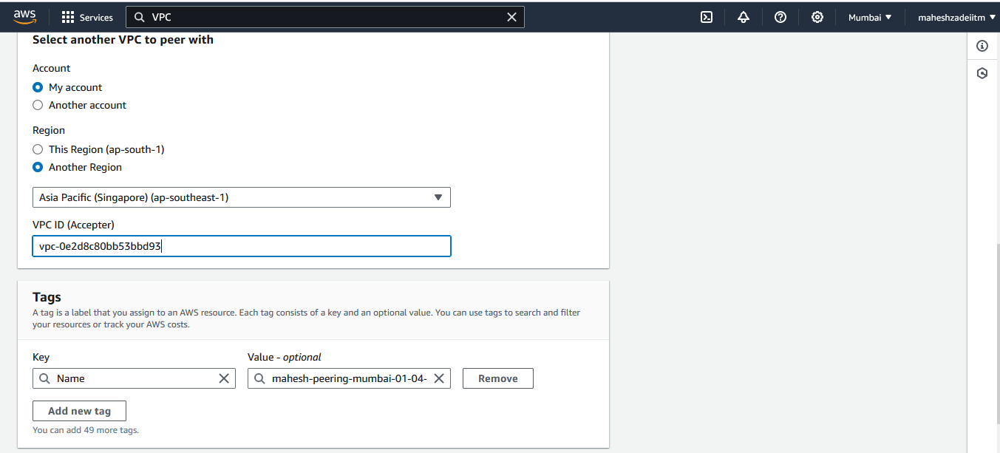 aws
Services
VPC
Mumbai
maheshzadeiitm
Select another VPC to peer with
Account
My account
Another account
Region
This Region (ap-south-1)
Another Region
Asia Pacific (Singapore) (ap-southeast-1)
VPC ID (Accepter)
vpc-0e2d8c80bb53bbd93
Tags
A tag is a label that you assign to an AWS resource. Each tag consists of a key and an optional value. You can use tags to search and filter
your resources or track your AWS costs.
Key
Value - optional
Name
mahesh-peering-mumbai-01-04-
Remove
Add new tag
You can add 49 more tags.